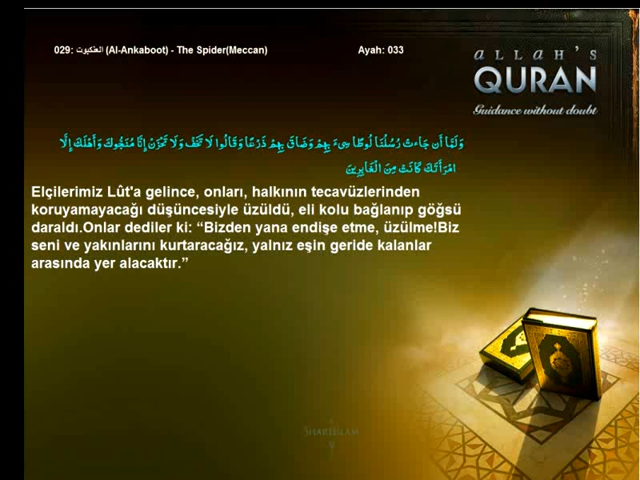 029: العنكبوت (Al-Ankaboot) - The Spider(Meccan) Ayah: 033
ALLAH'S
QURAN
Guidance without doubt
وَلَمَّا أَن جَاءتْ رُسُلُنَا لُوطًا سِيءَ بِهِمْ وَضَاقَ بِهِمْ ذَرْعًا وَقَالُوا لَا تَخَفْ وَلَا تَحْزَنْ إِنَّا مُنَجُّوكَ وَأَهْلَكَ إِلَّا
امْرَأَتَكَ كَانَتْ مِنَ الْغَابِرِينَ
Elçilerimiz Lût'a gelince, onları, halkının tecavüzlerinden
koruyamayacağı düşüncesiyle üzüldü, eli kolu bağlanıp göğsü
daraldı.Onlar dediler ki: “Bizden yana endişe etme, üzülme!Biz
seni ve yakınlarını kurtaracağız, yalnız eşin geride kalanlar
arasında yer alacaktır.”